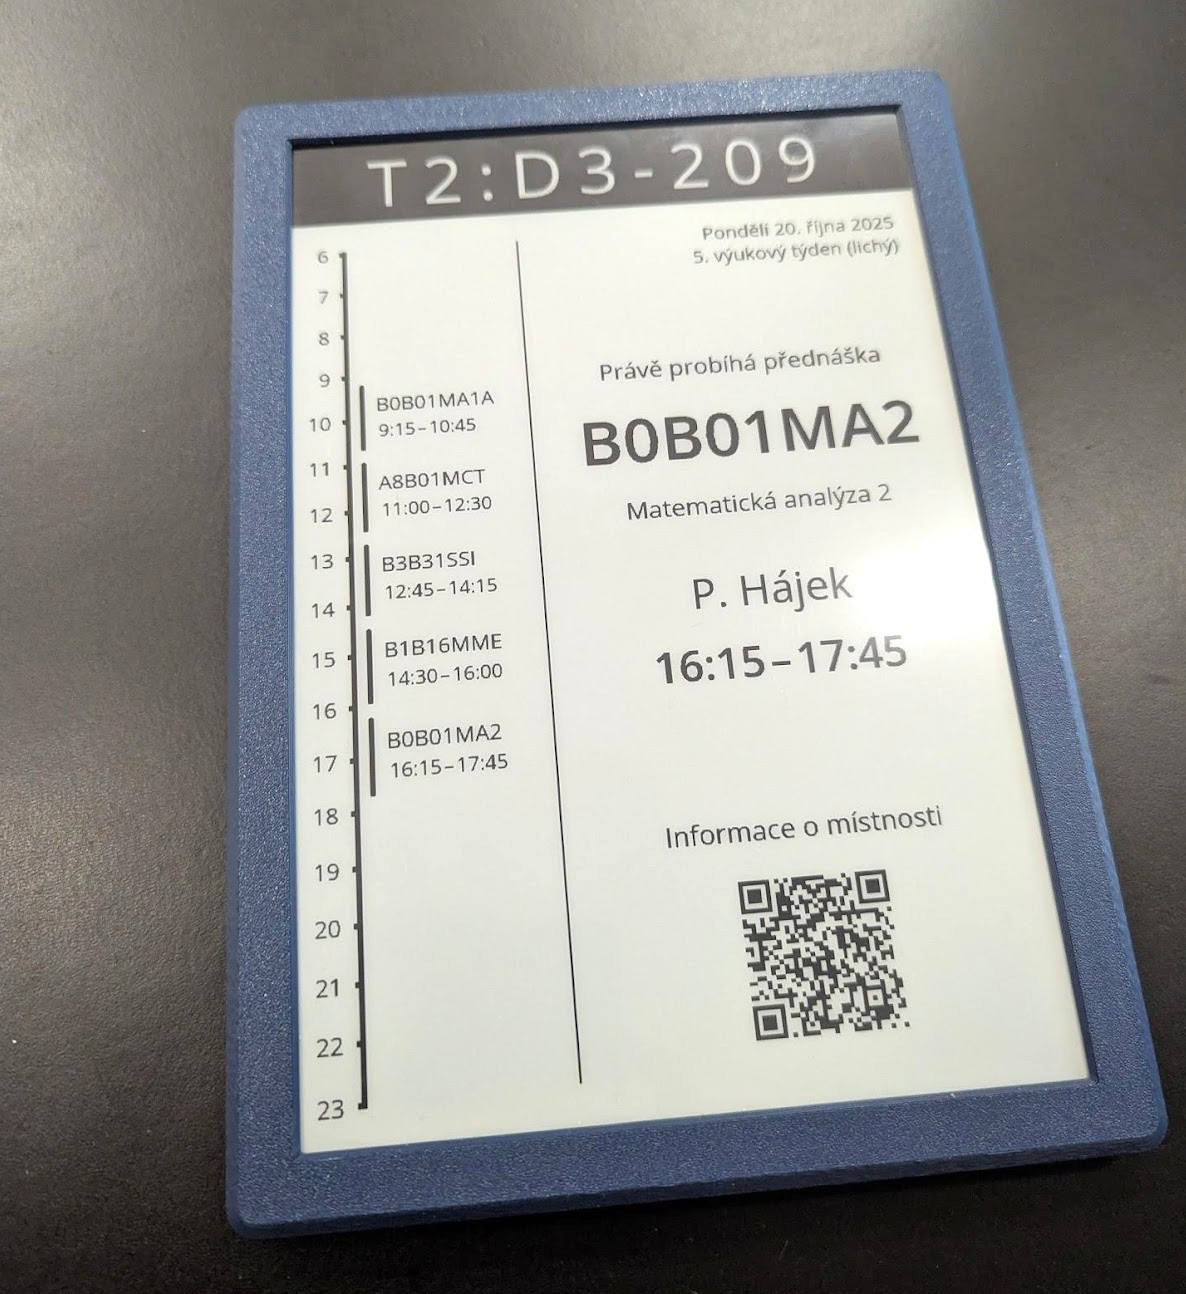 T2:D3-209
Pondělí 20. října 2025
5. výukový týden (lichý)
6
7
8
9
10
11
12
13
14
15
16
17
18
19
20
21
22
23
B0B01MA1A
9:15–10:45
A8B01MCT
11:00–12:30
B3B31SSI
12:45–14:15
B1B16MME
14:30–16:00
B0B01MA2
16:15–17:45
Právě probíhá přednáška
B0B01MA2
Matematická analýza 2
P. Hájek
16:15–17:45
Informace o místnosti